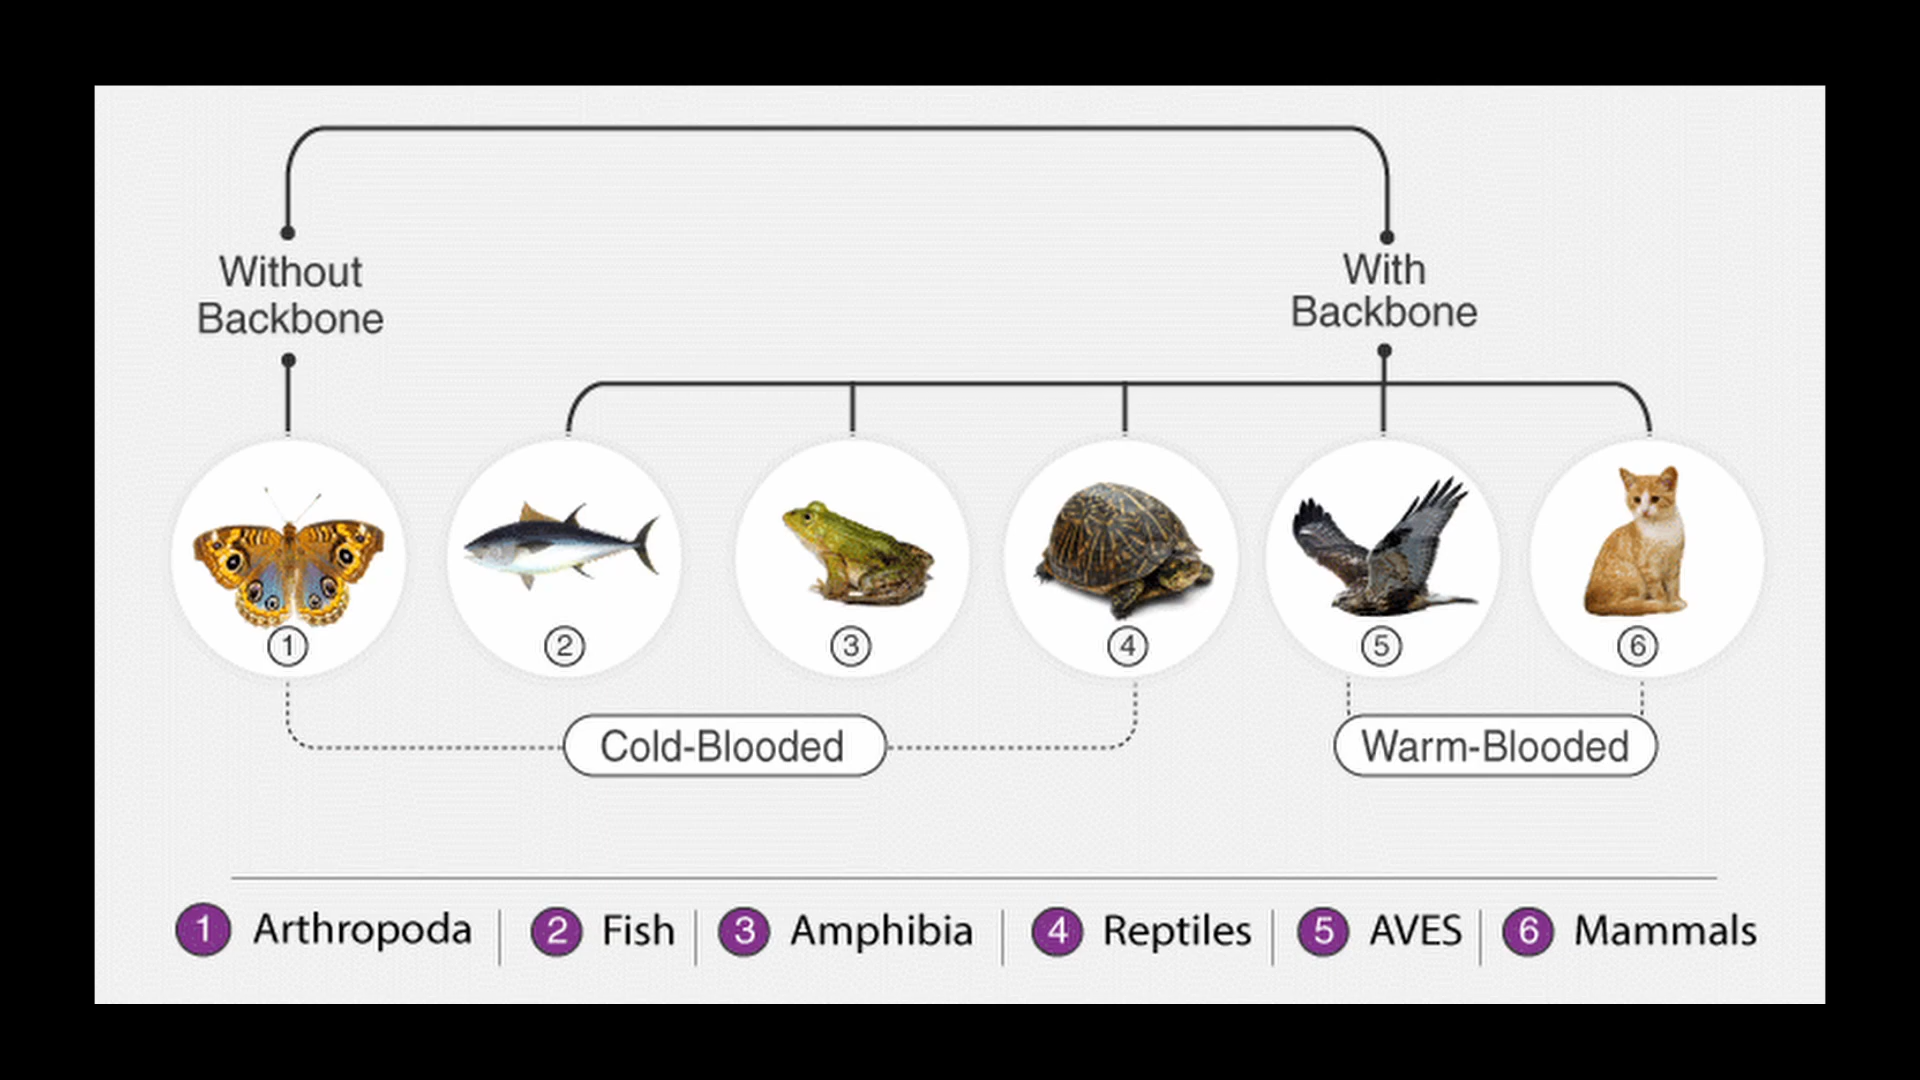 Without
Backbone
With
Backbone
1
2
3
4
5
6
Cold-Blooded
Warm-Blooded
1 Arthropoda
2 Fish
3 Amphibia
4 Reptiles
5 AVES
6 Mammals